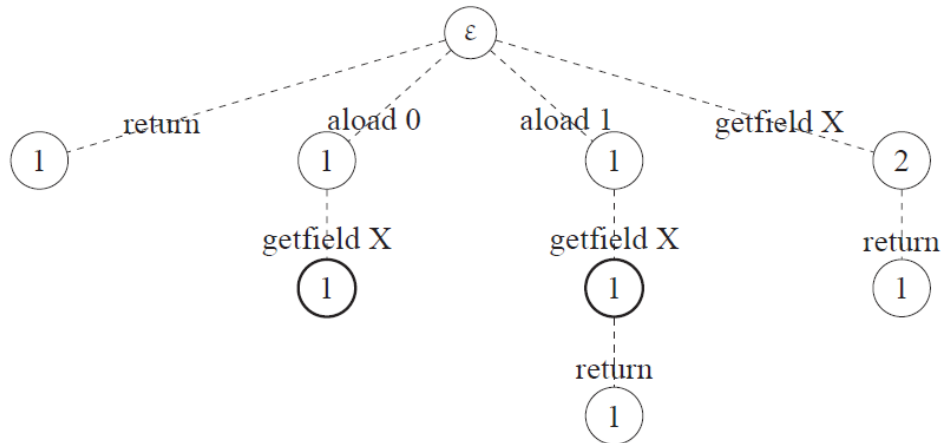 ε
return aload 0 aload 1 getfield X
1 1 1 2
getfield X getfield X return
1 1 1
return
1